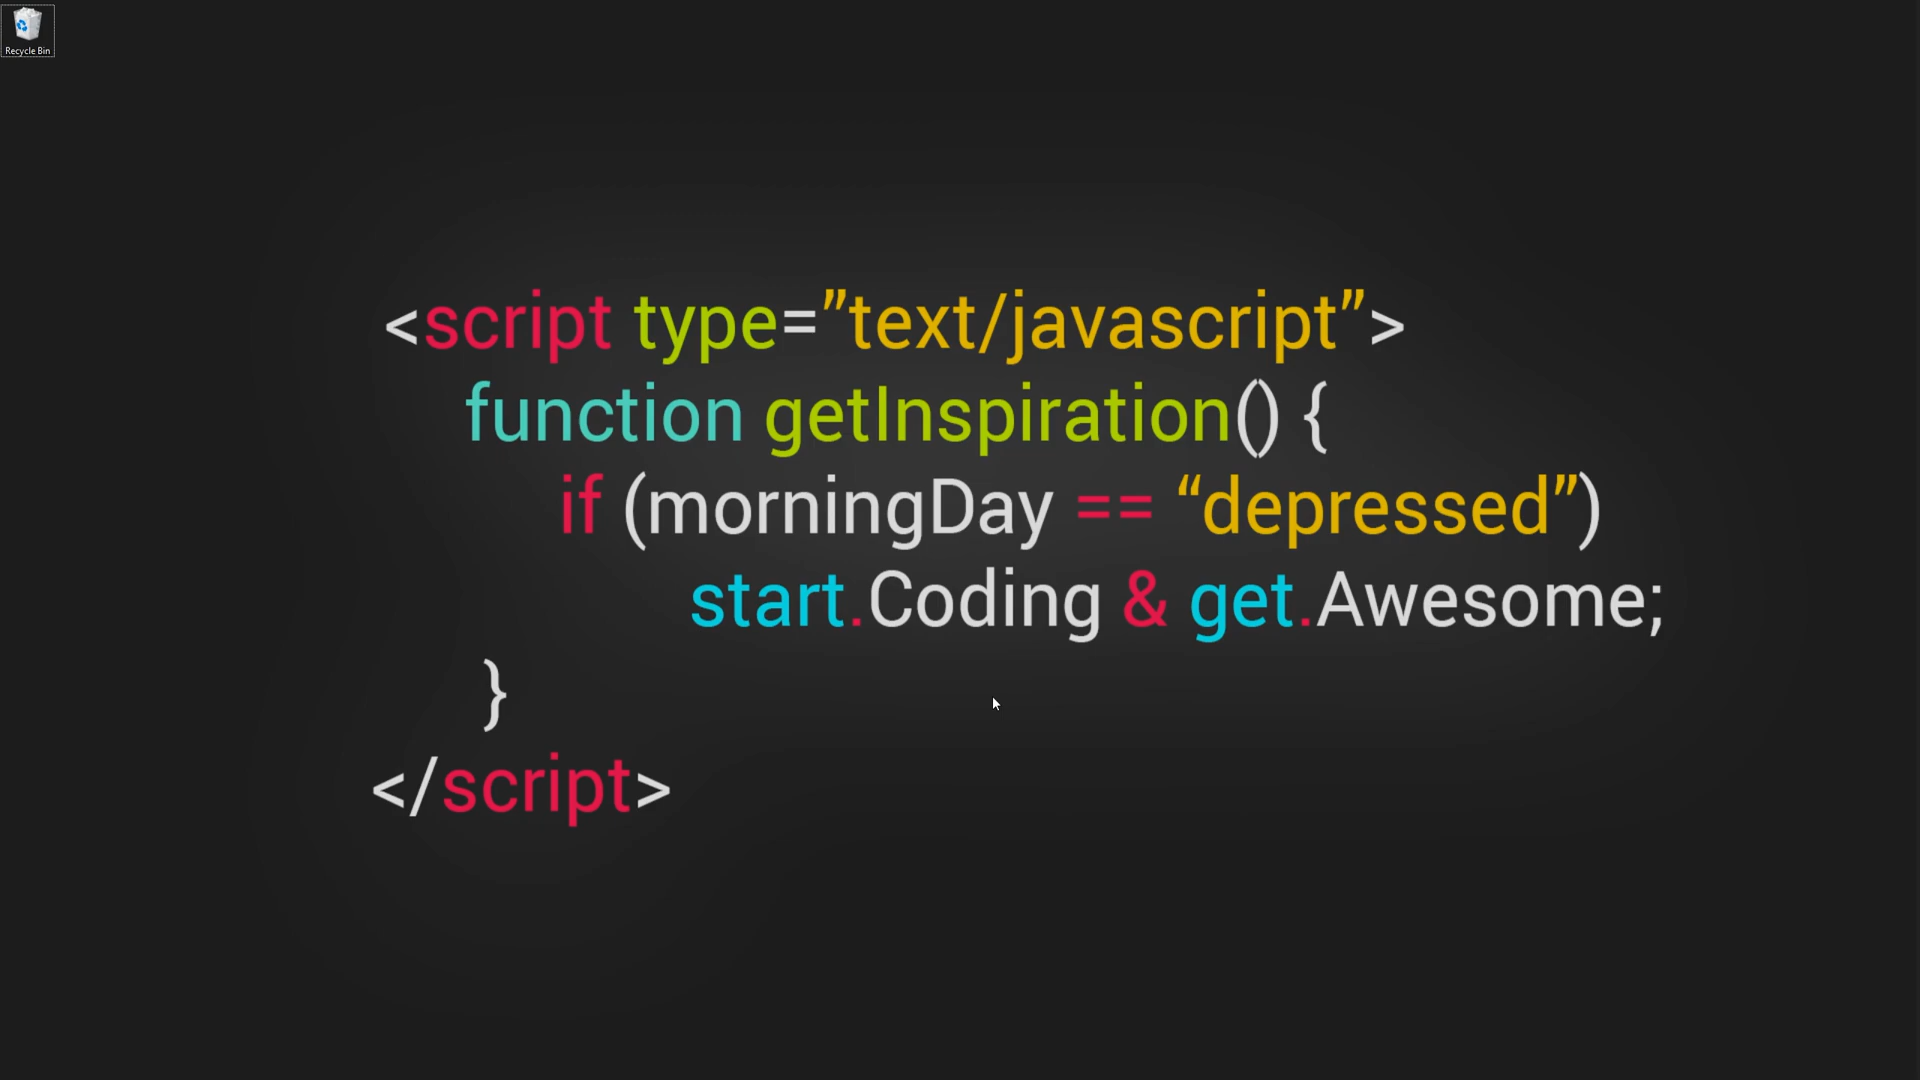 Recycle Bin
<script type=”text/javascript”>
function getInspiration() {
if (morningDay == “depressed”)
start.Coding & get.Awesome;
}
</script>